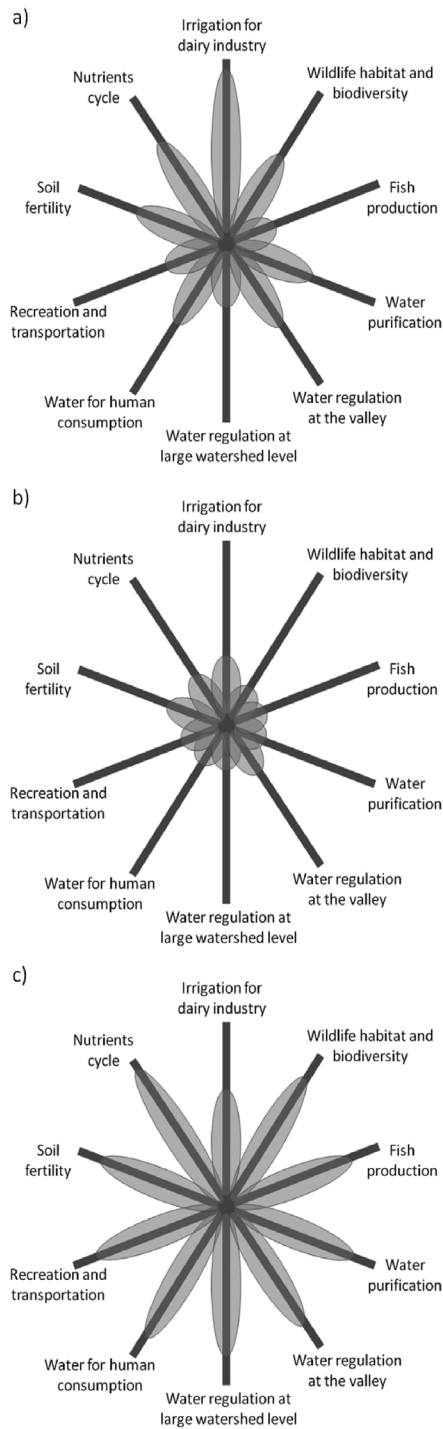 a)
Irrigation for
dairy industry
Nutrients
cycle
Wildlife habitat and
biodiversity
Soil
fertility
Fish
production
Recreation and
transportation
Water
purification
Water for human
consumption
Water regulation
at the valley
Water regulation at
large watershed level
b)
Irrigation for
dairy industry
Nutrients
cycle
Wildlife habitat and
biodiversity
Soil
fertility
Fish
production
Recreation and
transportation
Water
purification
Water for human
consumption
Water regulation
at the valley
Water regulation at
large watershed level
c)
Irrigation for
dairy industry
Nutrients
cycle
Wildlife habitat and
biodiversity
Soil
fertility
Fish
production
Recreation and
transportation
Water
purification
Water for human
consumption
Water regulation
at the valley
Water regulation at
large watershed level